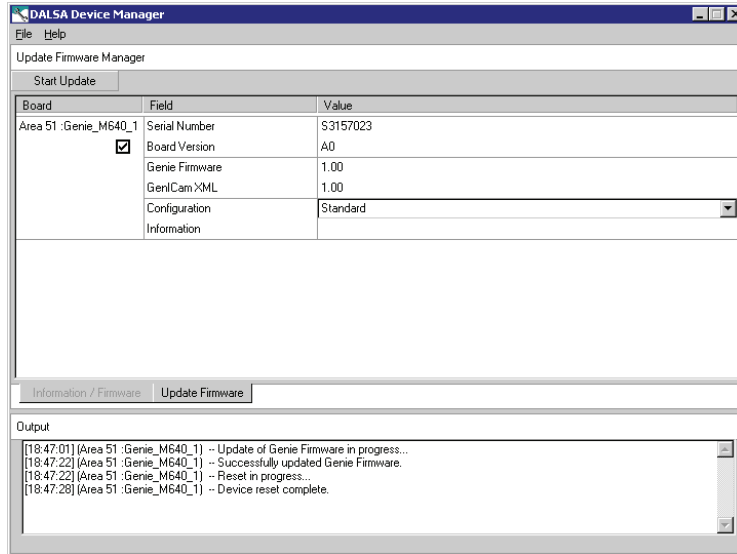 DALSA Device Manager
File Help
Update Firmware Manager
Start Update
Board Field Value
Area 51 :Genie_M640_1 Serial Number S3157023
Board Version A0
Genie Firmware 1.00
GenICam XML 1.00
Configuration Standard
Information
Information / Firmware Update Firmware
Output
[18:47:01] (Area 51 :Genie_M640_1) -- Update of Genie Firmware in progress...
[18:47:22] (Area 51 :Genie_M640_1) -- Successfully updated Genie Firmware.
[18:47:22] (Area 51 :Genie_M640_1) -- Reset in progress...
[18:47:28] (Area 51 :Genie_M640_1) -- Device reset complete.